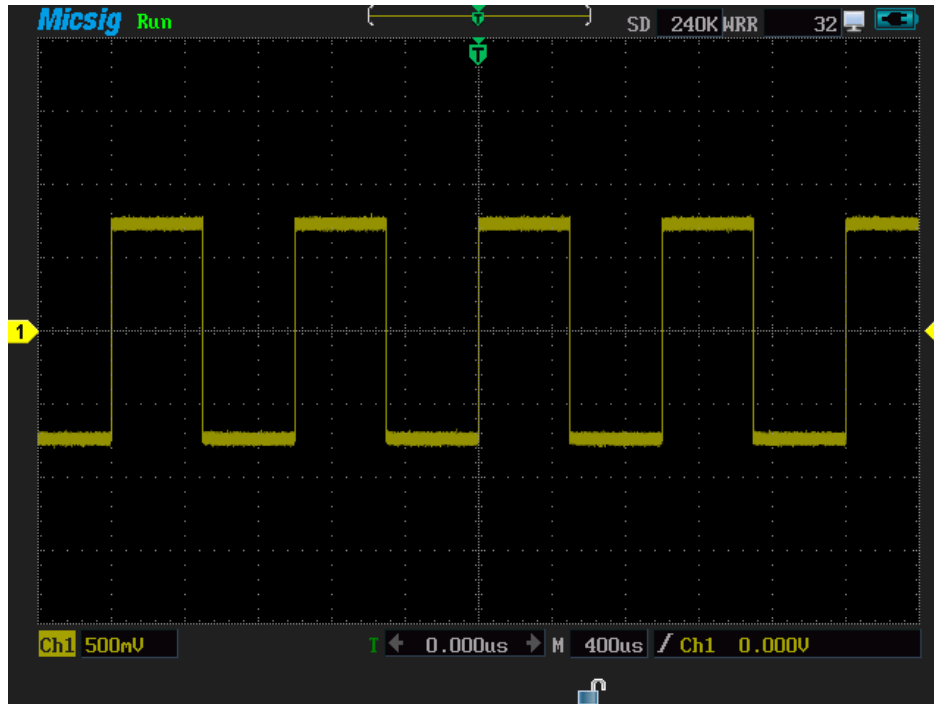 Micsig Run T SD 240K WRR 32
T
1
Ch1 500mV T 0.000us M 400us Ch1 0.000V